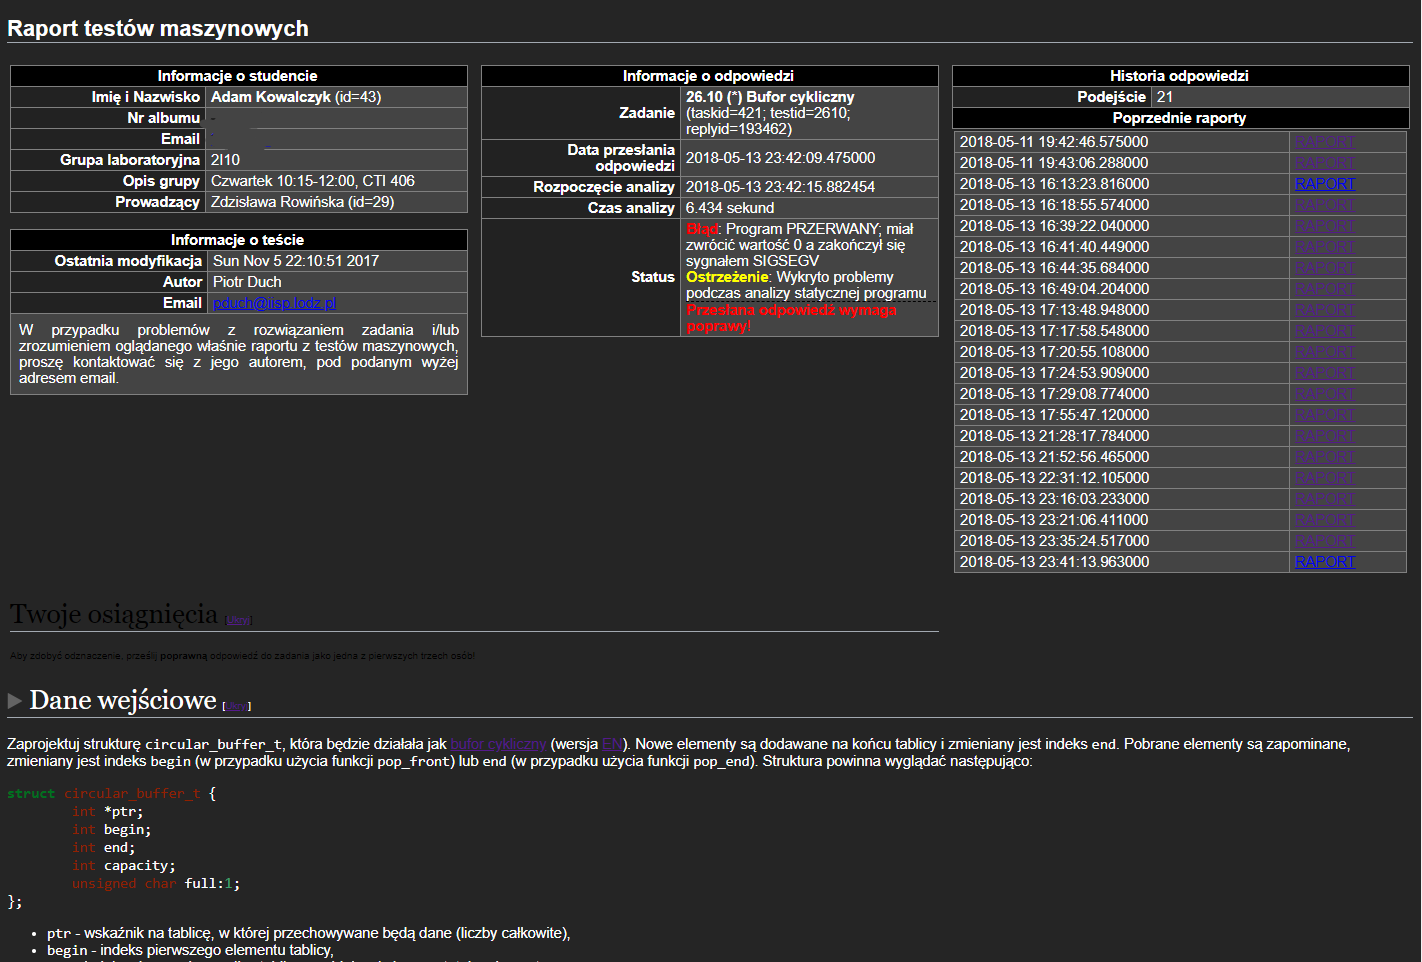 Raport testów maszynowych
Informacje o studencie
Imię i Nazwisko Adam Kowalczyk (id=43)
Nr albumu -
Email
Grupa laboratoryjna 2I10
Opis grupy Czwartek 10:15-12:00, CTI 406
Prowadzący Zdzisława Rowińska (id=29)
Informacje o teście
Ostatnia modyfikacja Sun Nov 5 22:10:51 2017
Autor Piotr Duch
Email pduch@iisp.lodz.pl
W przypadku problemów z rozwiązaniem zadania i/lub
zrozumieniem oglądanego właśnie raportu z testów maszynowych,
proszę kontaktować się z jego autorem, pod podanym wyżej
adresem email.
Informacje o odpowiedzi
Zadanie 26.10 (*) Bufor cykliczny
(taskid=421; testid=2610;
replyid=193462)
Data przesłania
odpowiedzi 2018-05-13 23:42:09.475000
Rozpoczęcie analizy 2018-05-13 23:42:15.882454
Czas analizy 6.434 sekund
Status Błąd: Program PRZERWANY; miał
zwrócić wartość 0 a zakończył się
sygnałem SIGSEGV
Ostrzeżenie: Wykryto problemy
podczas analizy statycznej programu
Przesłana odpowiedź wymaga
poprawy!
Historia odpowiedzi
Podejście 21
Poprzednie raporty
2018-05-11 19:42:46.575000 RAPORT
2018-05-11 19:43:06.288000 RAPORT
2018-05-13 16:13:23.816000 RAPORT
2018-05-13 16:18:55.574000 RAPORT
2018-05-13 16:39:22.040000 RAPORT
2018-05-13 16:41:40.449000 RAPORT
2018-05-13 16:44:35.684000 RAPORT
2018-05-13 16:49:04.204000 RAPORT
2018-05-13 17:13:48.948000 RAPORT
2018-05-13 17:17:58.548000 RAPORT
2018-05-13 17:20:55.108000 RAPORT
2018-05-13 17:24:53.909000 RAPORT
2018-05-13 17:29:08.774000 RAPORT
2018-05-13 17:55:47.120000 RAPORT
2018-05-13 21:28:17.784000 RAPORT
2018-05-13 21:52:56.465000 RAPORT
2018-05-13 22:31:12.105000 RAPORT
2018-05-13 23:16:03.233000 RAPORT
2018-05-13 23:21:06.411000 RAPORT
2018-05-13 23:35:24.517000 RAPORT
2018-05-13 23:41:13.963000 RAPORT
Twoje osiągnięcia [Ukryj]
Aby zdobyć odznaczenie, prześlij poprawną odpowiedź do zadania jako jedna z pierwszych trzech osób!
Dane wejściowe [Ukryj]
Zaprojektuj strukturę circular_buffer_t, która będzie działała jak bufor cykliczny (wersja EN). Nowe elementy są dodawane na końcu tablicy i zmieniany jest indeks end. Pobrane elementy są zapominane,
zmieniany jest indeks begin (w przypadku użycia funkcji pop_front) lub end (w przypadku użycia funkcji pop_end). Struktura powinna wyglądać następująco:
struct circular_buffer_t {
int *ptr;
int begin;
int end;
int capacity;
unsigned char full:1;
};
• ptr - wskaźnik na tablicę, w której przechowywane będą dane (liczby całkowite),
• begin - indeks pierwszego elementu tablicy,